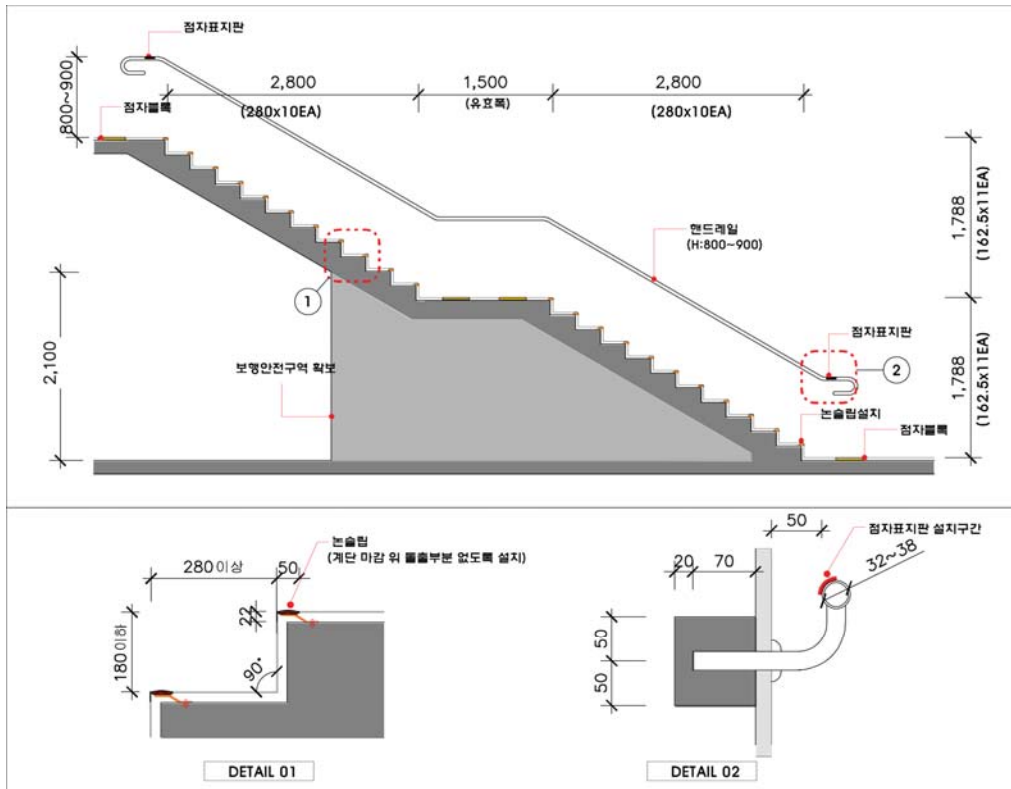 점자표지판
800~900
2,800
(280x10EA)
1,500
(유효폭)
2,800
(280x10EA)
점자블록
1,788
(162.5x11EA)
핸드레일
(H:800~900)
1
2,100
보행안전구역 확보
점자표지판
2
1,788
(162.5x11EA)
논슬립설치
점자블록
논슬립
(계단 마감 위 돌출부분 없도록 설치)
280이상
50
22
180이하
90°
DETAIL 01
50
점자표지판 설치구간
20
70
32~38
50
50
DETAIL 02